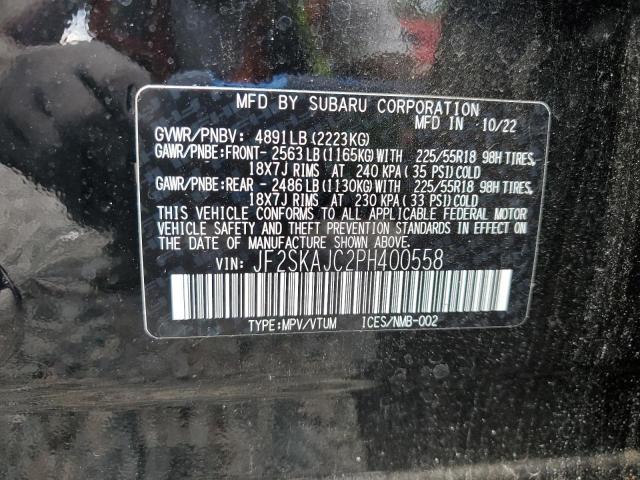 MFD BY SUBARU CORPORATION
MFD IN 10/22
GVWR/PNBV: 4891LB(2223KG)
GAWR/PNBE:FRONT- 2563LB(1165KG)WITH 225/55R18 98H TIRES,
18X7J RIMS AT 240 KPA( 35 PSI)COLD
GAWR/PNBE:REAR - 2486LB(1130KG)WITH 225/55R18 98H TIRES,
18X7J RIMS AT 230 KPA( 33 PSI)COLD
THIS VEHICLE CONFORMS TO ALL APPLICABLE FEDERAL MOTOR
VEHICLE SAFETY AND THEFT PREVENTION STANDARDS IN EFFECT
ON THE DATE OF MANUFACTURE SHOWN ABOVE.
VIN: JF2SKAJC2PH400558
TYPE:MPV/VTUM ICES/NMB-002